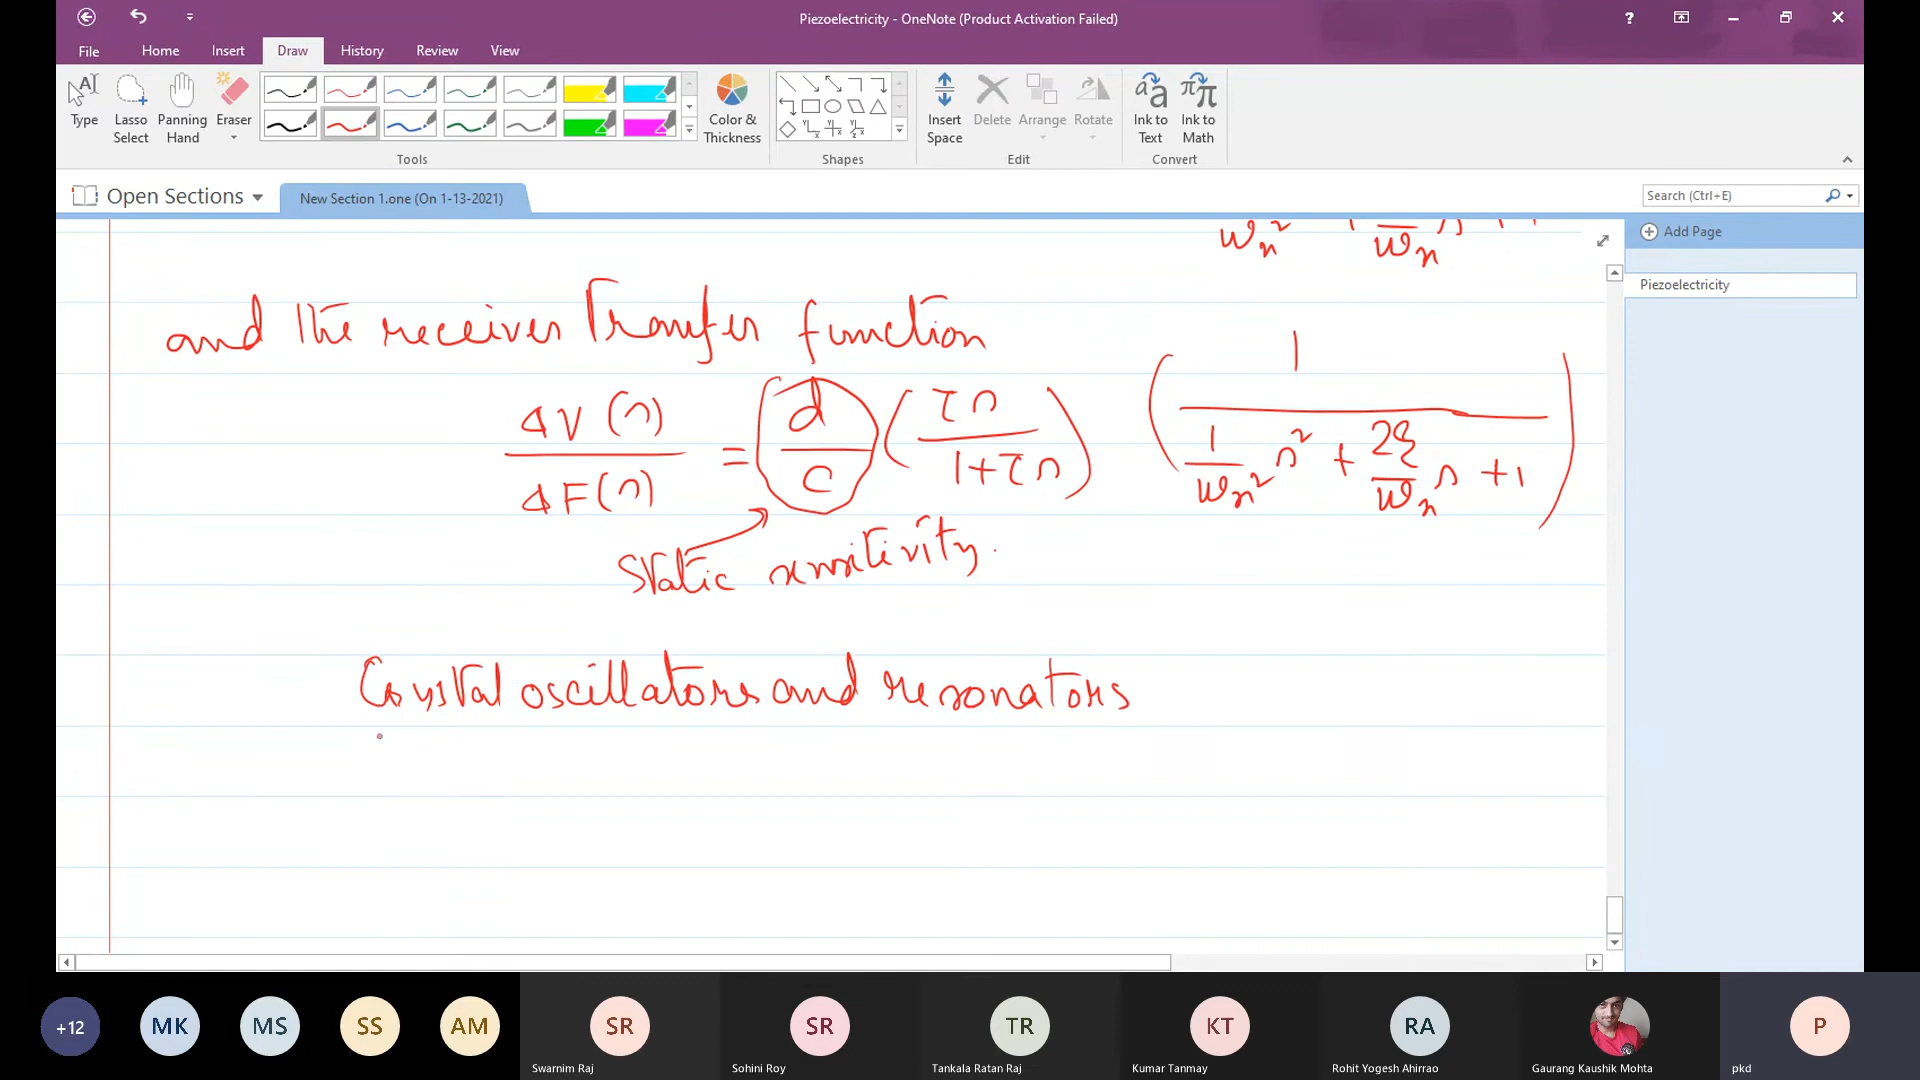 Piezoelectricity - OneNote (Product Activation Failed)
?
File Home Insert Draw History Review View
Type Lasso Select Panning Hand Eraser Color & Thickness Insert Space Delete Arrange Rotate Ink to Text Ink to Math
Tools Shapes Edit Convert
Open Sections New Section 1.one (On 1-13-2021) Search (Ctrl+E)
Add Page
Piezoelectricity
and the receiver Transfer function
ΔV(s)/ΔF(s) = (d/C) (τs/(1+τs)) (1/((1/ωn²) s² + (2ξ/ωn) s + 1))
Static sensitivity.
Crystal oscillators and resonators
+12 MK MS SS AM SR SR TR KT RA P
Swarnim Raj Sohini Roy Tankala Ratan Raj Kumar Tanmay Rohit Yogesh Ahirrao Gaurang Kaushik Mohta pkd